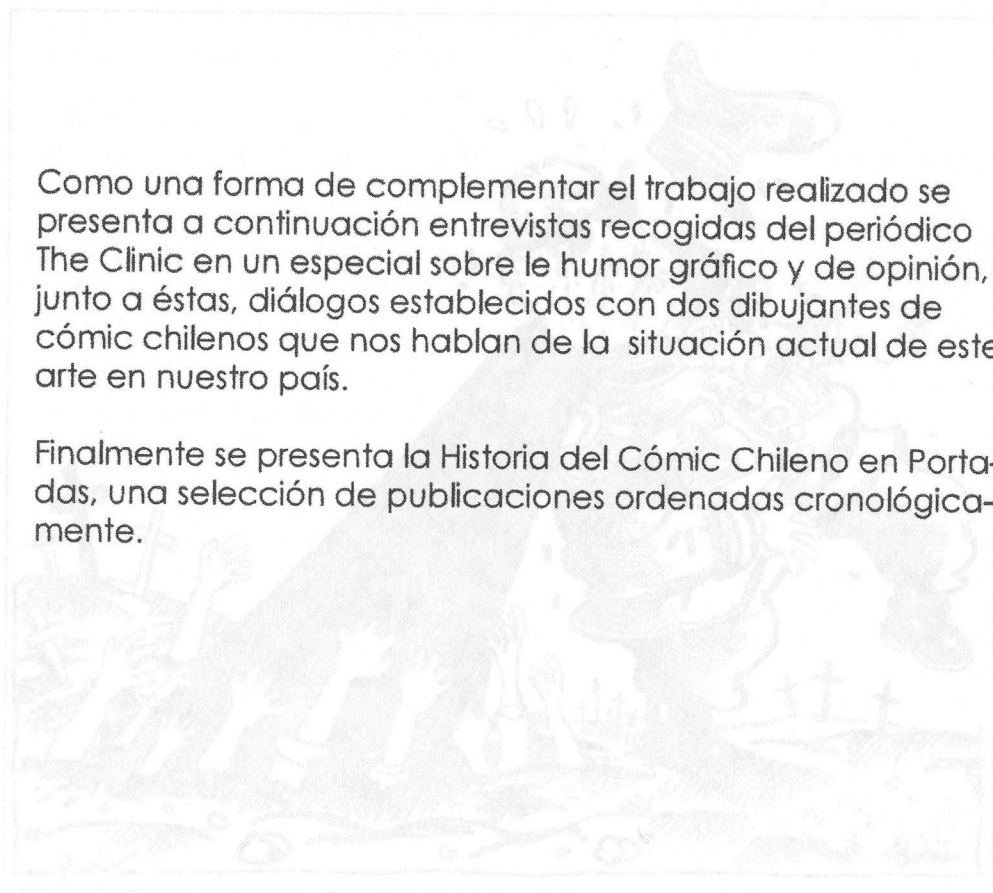 Como una forma de complementar el trabajo realizado se
presenta a continuación entrevistas recogidas del periódico
The Clinic en un especial sobre le humor gráfico y de opinión,
junto a éstas, diálogos establecidos con dos dibujantes de
cómic chilenos que nos hablan de la situación actual de este
arte en nuestro país.
Finalmente se presenta la Historia del Cómic Chileno en Porta-
das, una selección de publicaciones ordenadas cronológica-
mente.